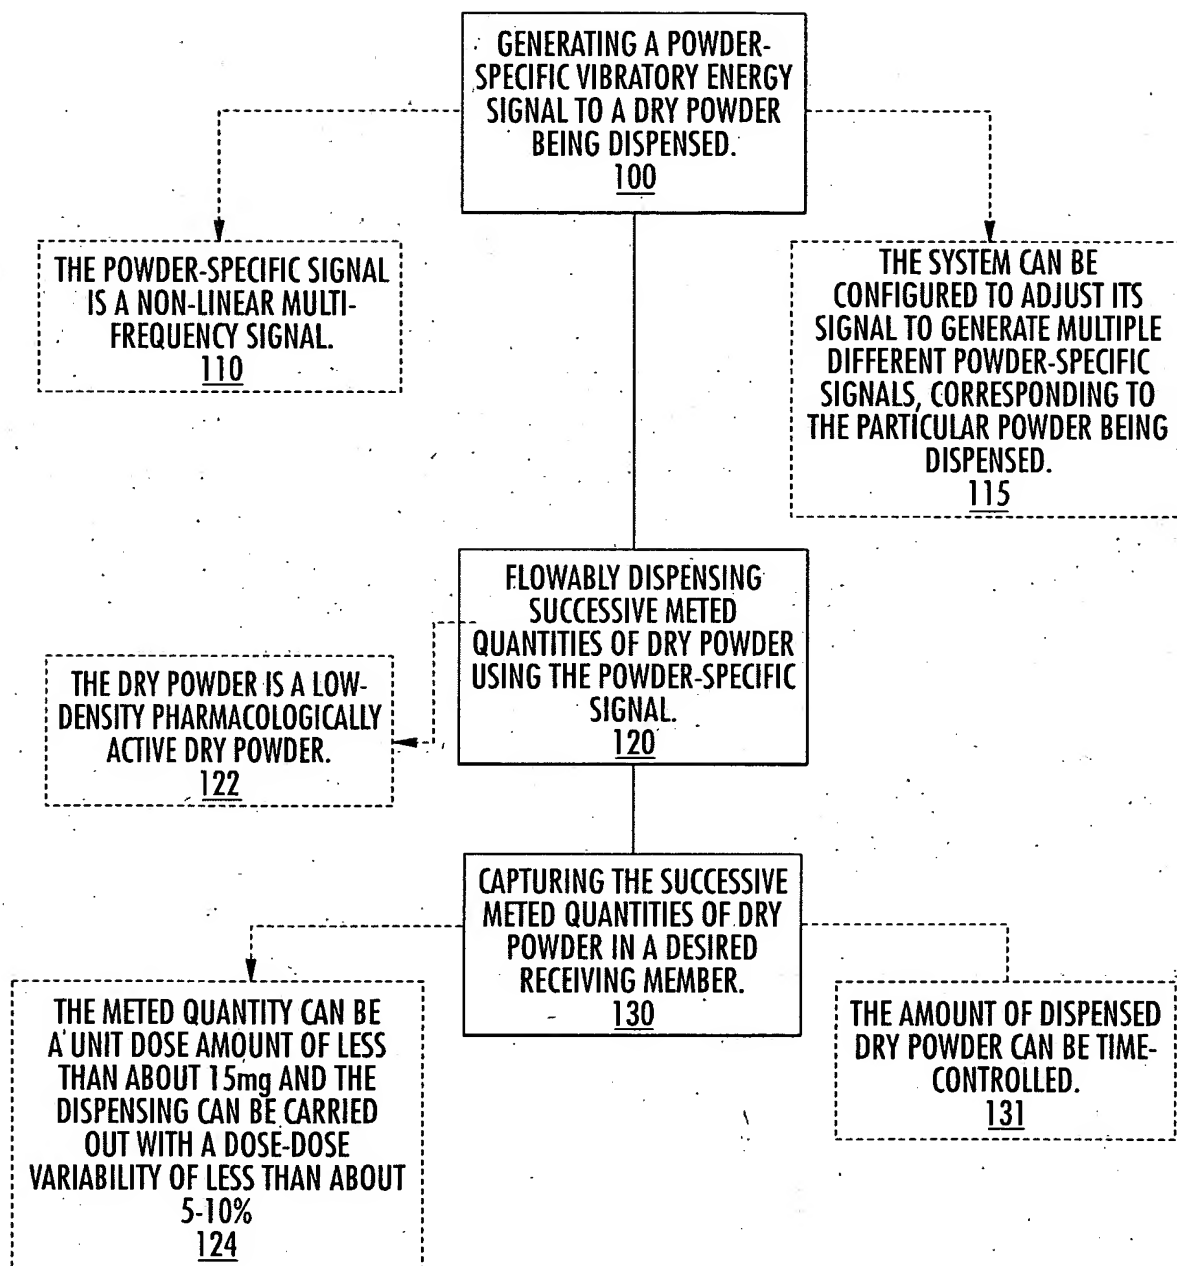 GENERATING A POWDER-
SPECIFIC VIBRATORY ENERGY
SIGNAL TO A DRY POWDER
BEING DISPENSED.
100
THE POWDER-SPECIFIC SIGNAL
IS A NON-LINEAR MULTI-
FREQUENCY SIGNAL.
110
THE SYSTEM CAN BE
CONFIGURED TO ADJUST ITS
SIGNAL TO GENERATE MULTIPLE
DIFFERENT POWDER-SPECIFIC
SIGNALS, CORRESPONDING TO
THE PARTICULAR POWDER BEING
DISPENSED.
115
FLOWABLY DISPENSING
SUCCESSIVE METED
QUANTITIES OF DRY POWDER
USING THE POWDER-SPECIFIC
SIGNAL.
120
THE DRY POWDER IS A LOW-
DENSITY PHARMACOLOGICALLY
ACTIVE DRY POWDER.
122
CAPTURING THE SUCCESSIVE
METED QUANTITIES OF DRY
POWDER IN A DESIRED
RECEIVING MEMBER.
130
THE METED QUANTITY CAN BE
A UNIT DOSE AMOUNT OF LESS
THAN ABOUT 15mg AND THE
DISPENSING CAN BE CARRIED
OUT WITH A DOSE-DOSE
VARIABILITY OF LESS THAN ABOUT
5-10%
124
THE AMOUNT OF DISPENSED
DRY POWDER CAN BE TIME-
CONTROLLED.
131